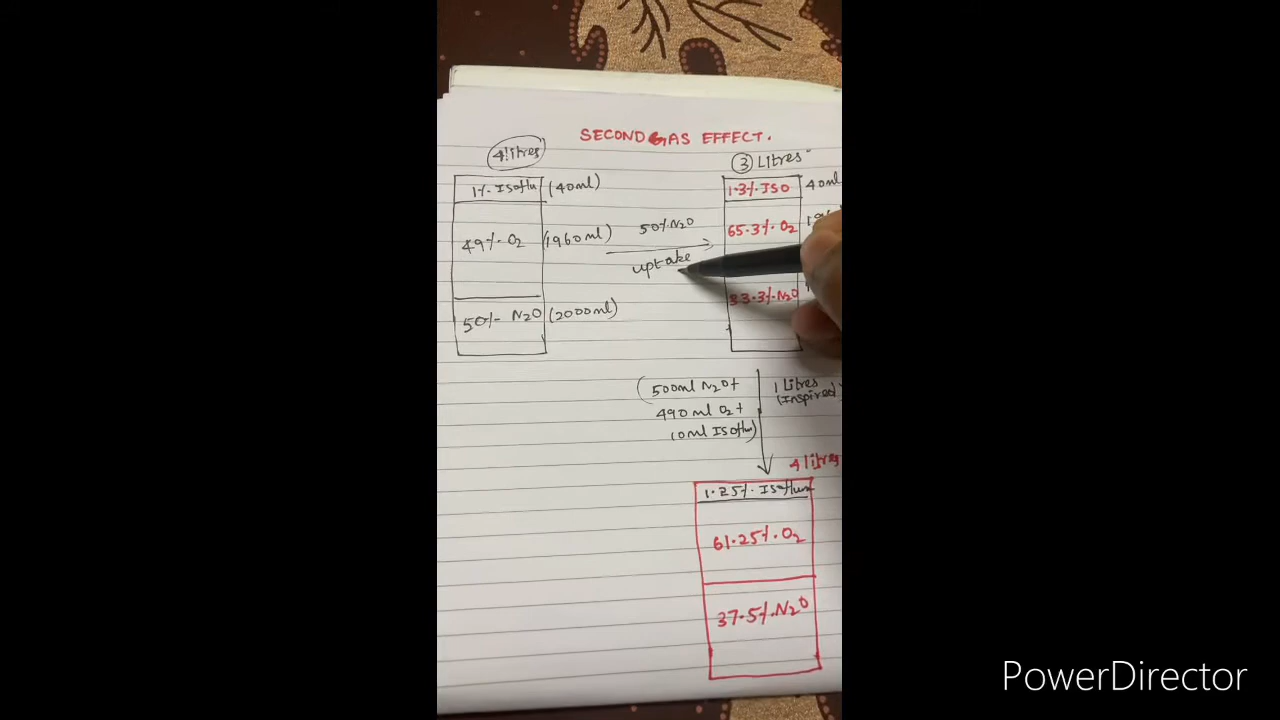 SECOND GAS EFFECT.
4 litres
3 Litres
1% Isoflu (40ml)
1.3% ISO 40ml
49% O2 (1960ml)
50% N2O
uptake
65.3% O2
33.3% N2O
50% N2O (2000ml)
(500ml N2O+
490 ml O2+
10ml Isoflu)
1 Litres
(Inspired)
4 litres
1.25% Isoflu
61.25% O2
37.5% N2O
PowerDirector